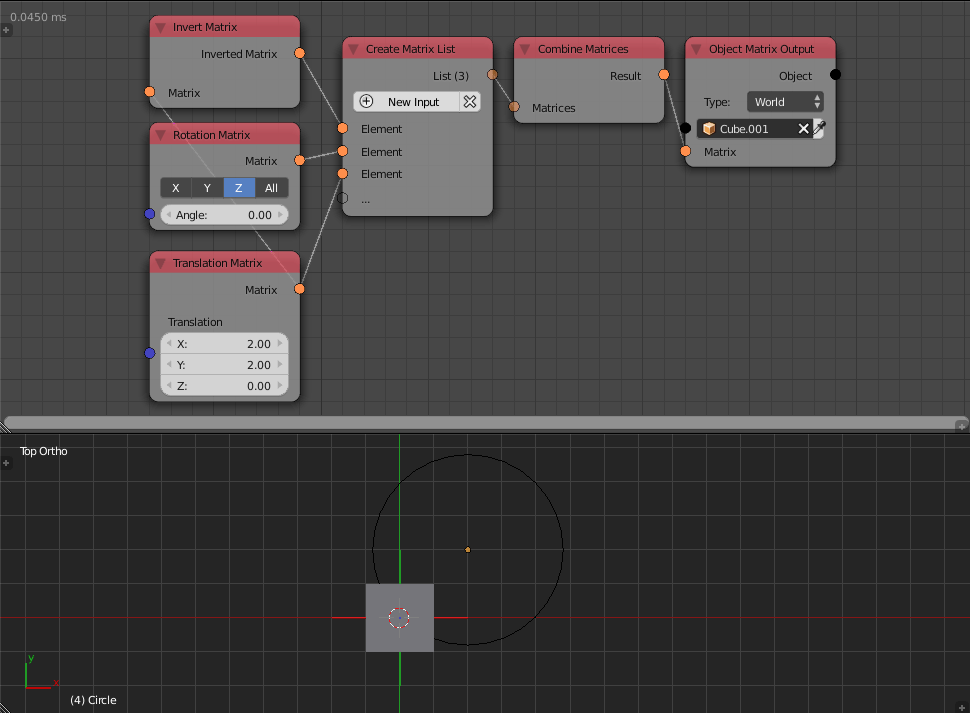 0.0450 ms
Invert Matrix
Inverted Matrix
Matrix
Rotation Matrix
Matrix
X Y Z All
Angle: 0.00
Translation Matrix
Matrix
Translation
X: 2.00
Y: 2.00
Z: 0.00
Create Matrix List
List (3)
New Input
Element
Element
Element
...
Combine Matrices
Result
Matrices
Object Matrix Output
Object
Type: World
Cube.001
Matrix
Top Ortho
y
x
(4) Circle